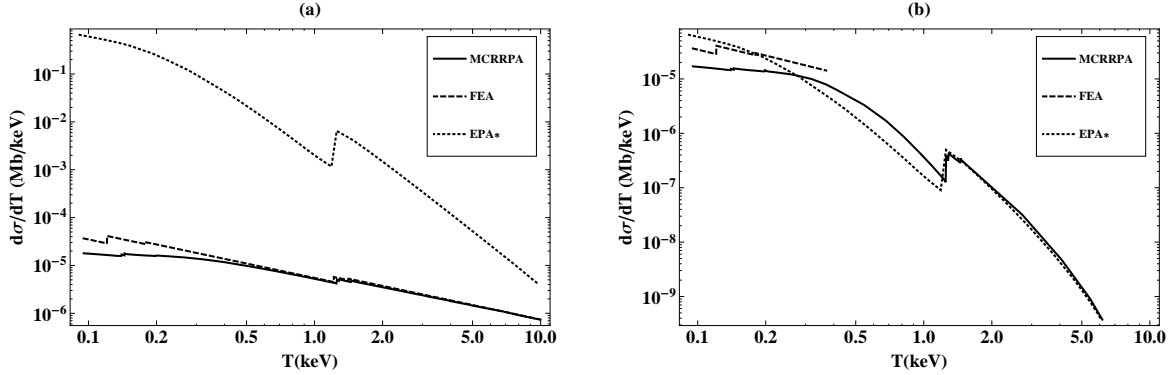 (a)
dσ/dT (Mb/keV)
10⁻¹
10⁻²
10⁻³
10⁻⁴
10⁻⁵
10⁻⁶
0.1 0.2 0.5 1.0 2.0 5.0 10.0
T(keV)
MCRRPA
FEA
EPA*
(b)
dσ/dT (Mb/keV)
10⁻⁵
10⁻⁶
10⁻⁷
10⁻⁸
10⁻⁹
0.1 0.2 0.5 1.0 2.0 5.0 10.0
T(keV)
MCRRPA
FEA
EPA*